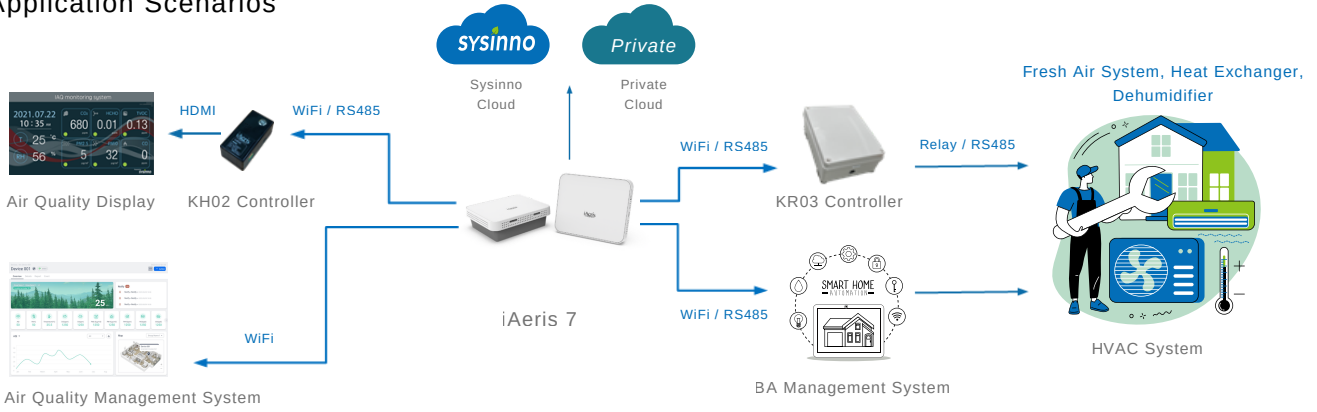 Application Scenarios
sysinno
Private
Sysinno
Cloud
Private
Cloud
Fresh Air System, Heat Exchanger,
Dehumidifier
IAQ monitoring system
2021.07.22
10:35
680
0.01
0.13
25 °C
56 %
5
32
0
HDMI
WiFi / RS485
WiFi / RS485
Relay / RS485
Air Quality Display
KH02 Controller
KR03 Controller
SMART HOME
AUTOMATION
Device 001
25
iAeris 7
WiFi / RS485
WiFi
+
−
HVAC System
BA Management System
Air Quality Management System